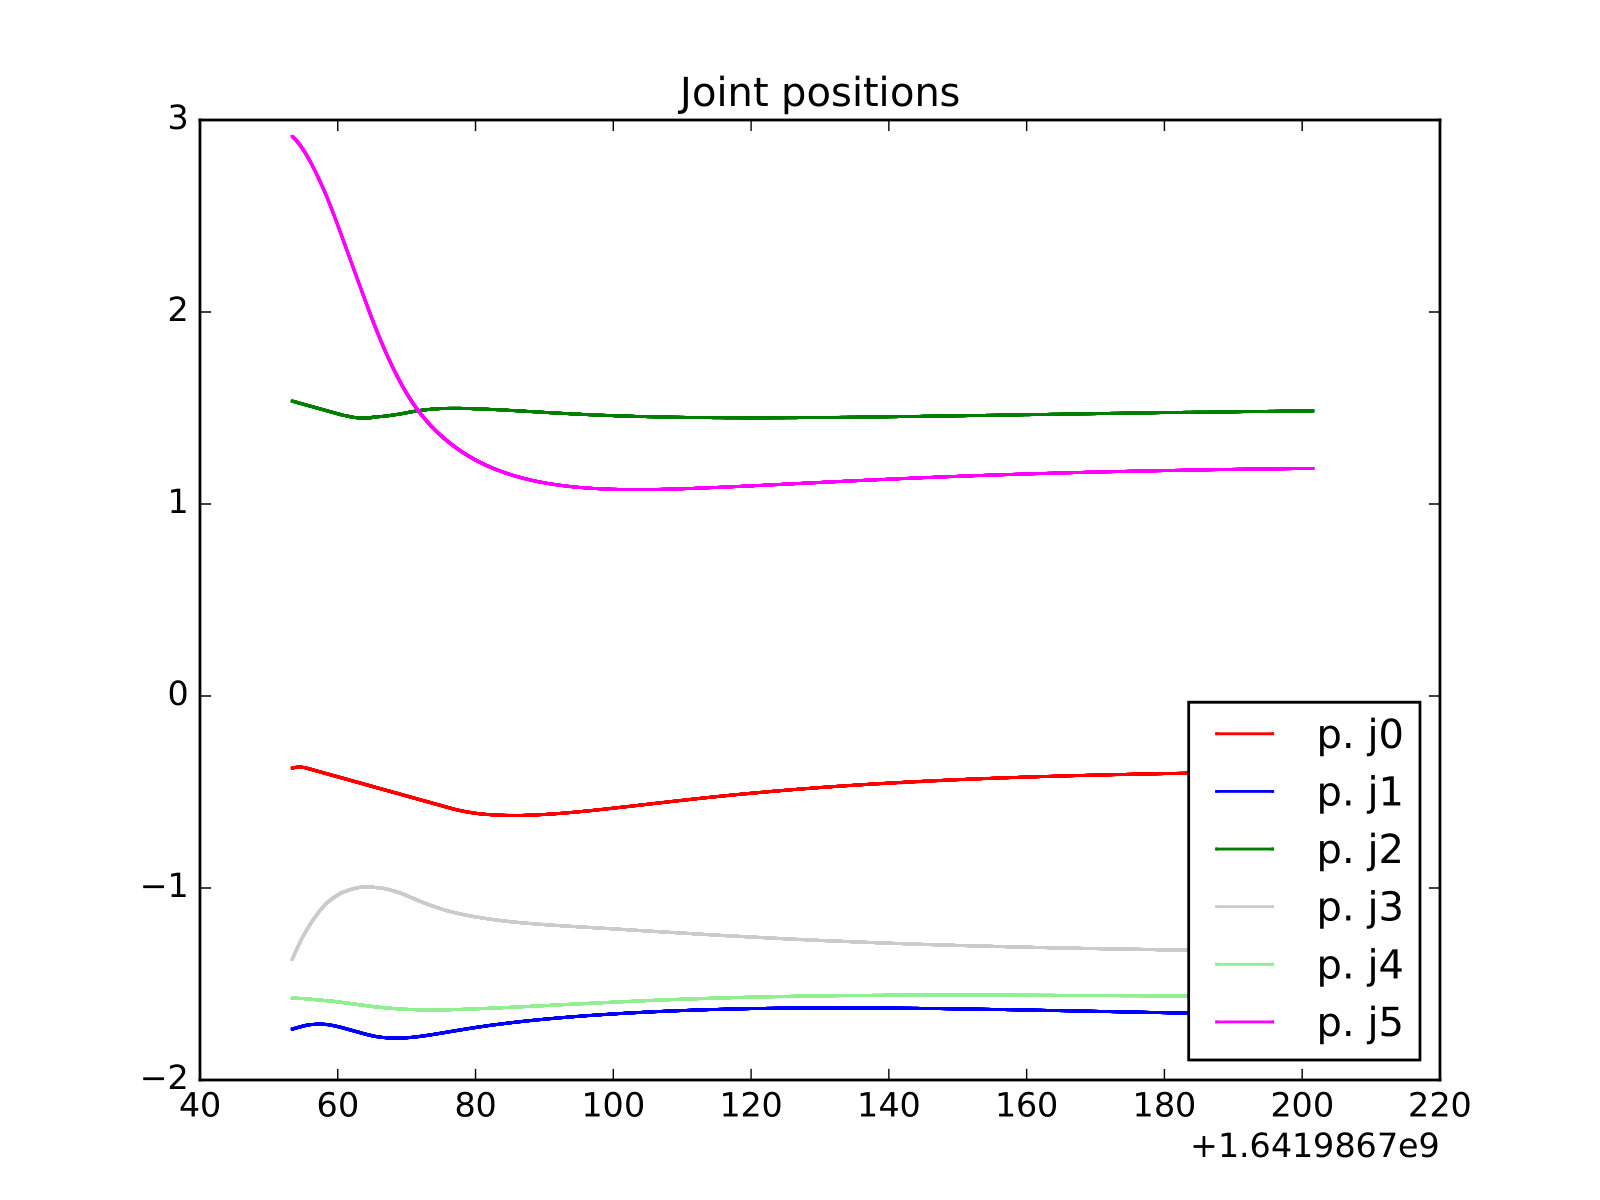 Joint positions
3
2
1
0
−1
−2
40 60 80 100 120 140 160 180 200 220
+1.6419867e9
p. j0
p. j1
p. j2
p. j3
p. j4
p. j5